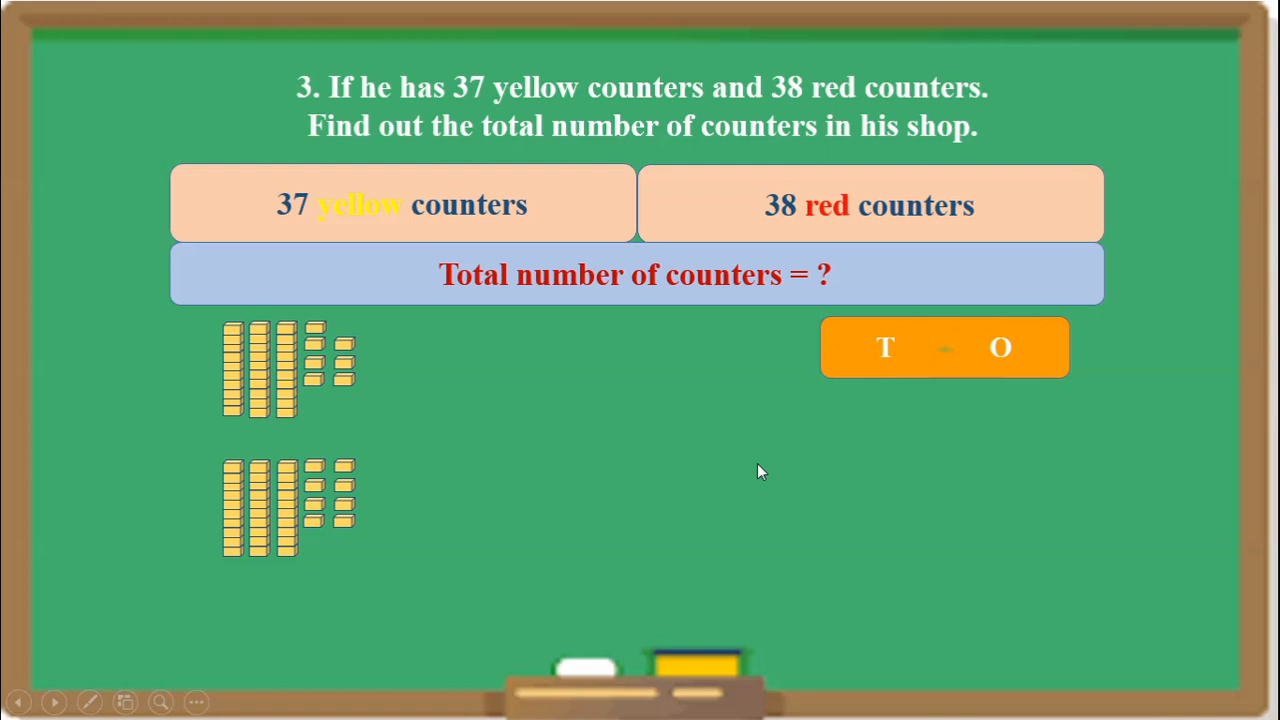 3. If he has 37 yellow counters and 38 red counters.
Find out the total number of counters in his shop.
37 yellow counters
38 red counters
Total number of counters = ?
T - O